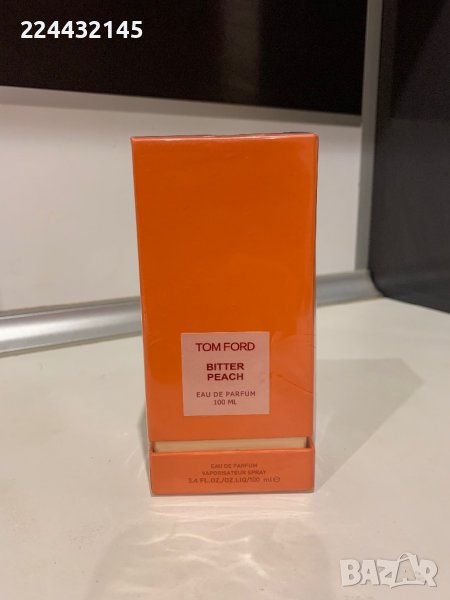 224432145
TOM FORD
BITTER
PEACH
EAU DE PARFUM
100 ML
EAU DE PARFUM
VAPORISATEUR SPRAY
3.4 FL.OZ./OZ.LIQ/100 ml ℮
BAZAR